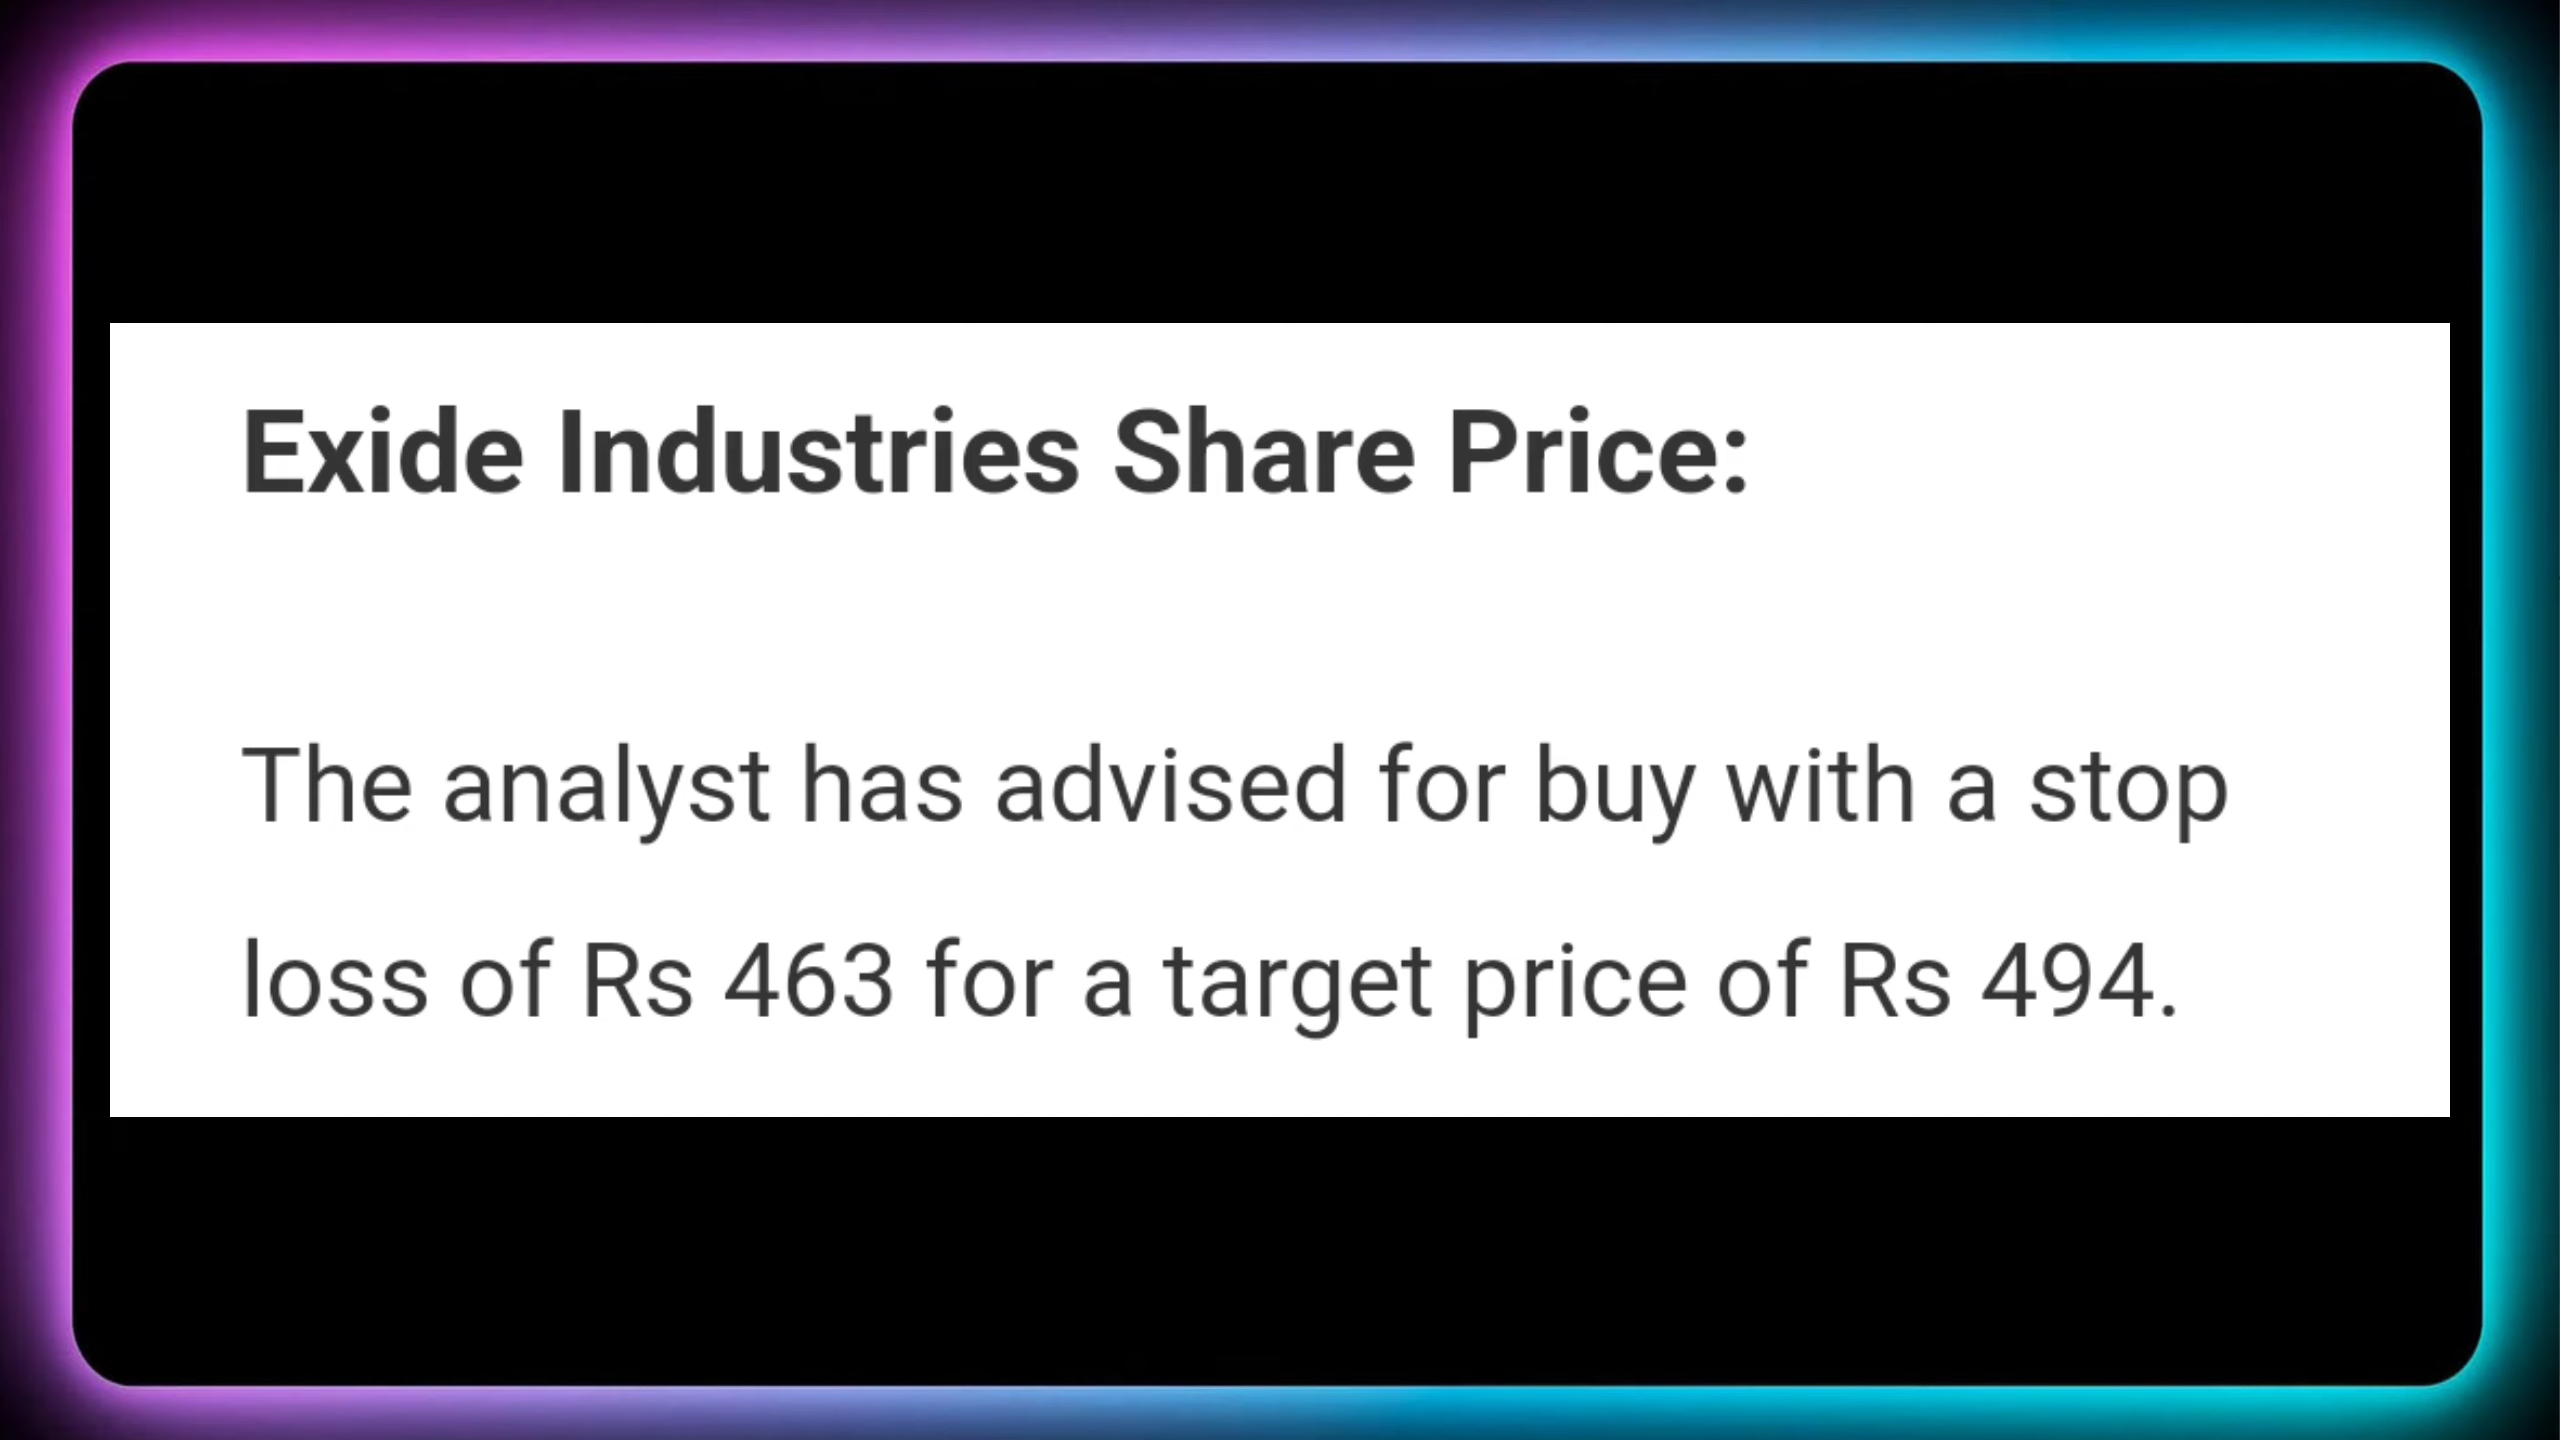 Exide Industries Share Price:
The analyst has advised for buy with a stop
loss of Rs 463 for a target price of Rs 494.